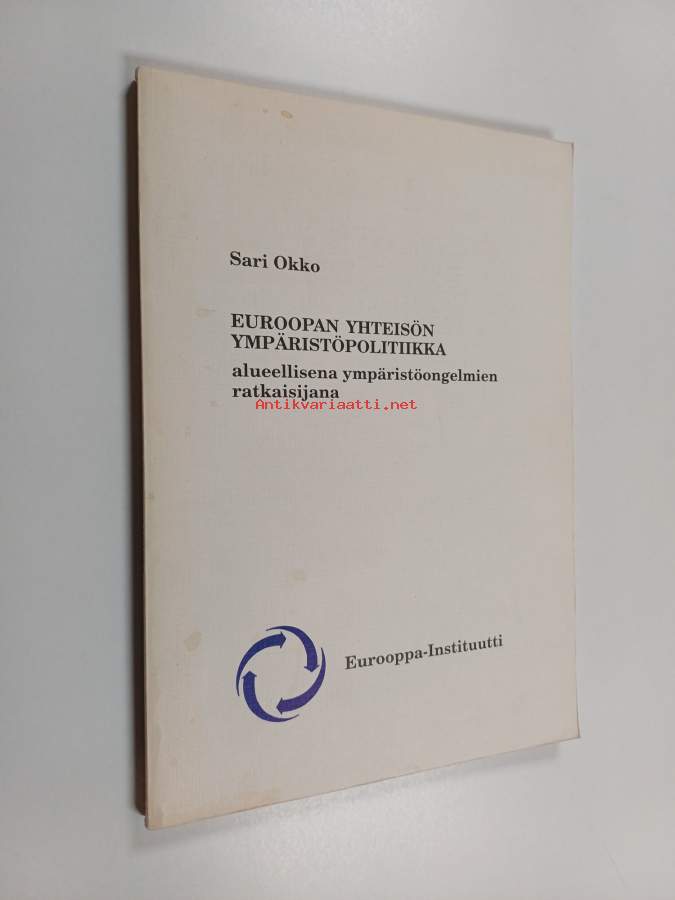 Sari Okko
EUROOPAN YHTEISÖN
YMPÄRISTÖPOLITIIKKA
alueellisena ympäristöongelmien
ratkaisijana
Antikvariaatti.net
Eurooppa-Instituutti